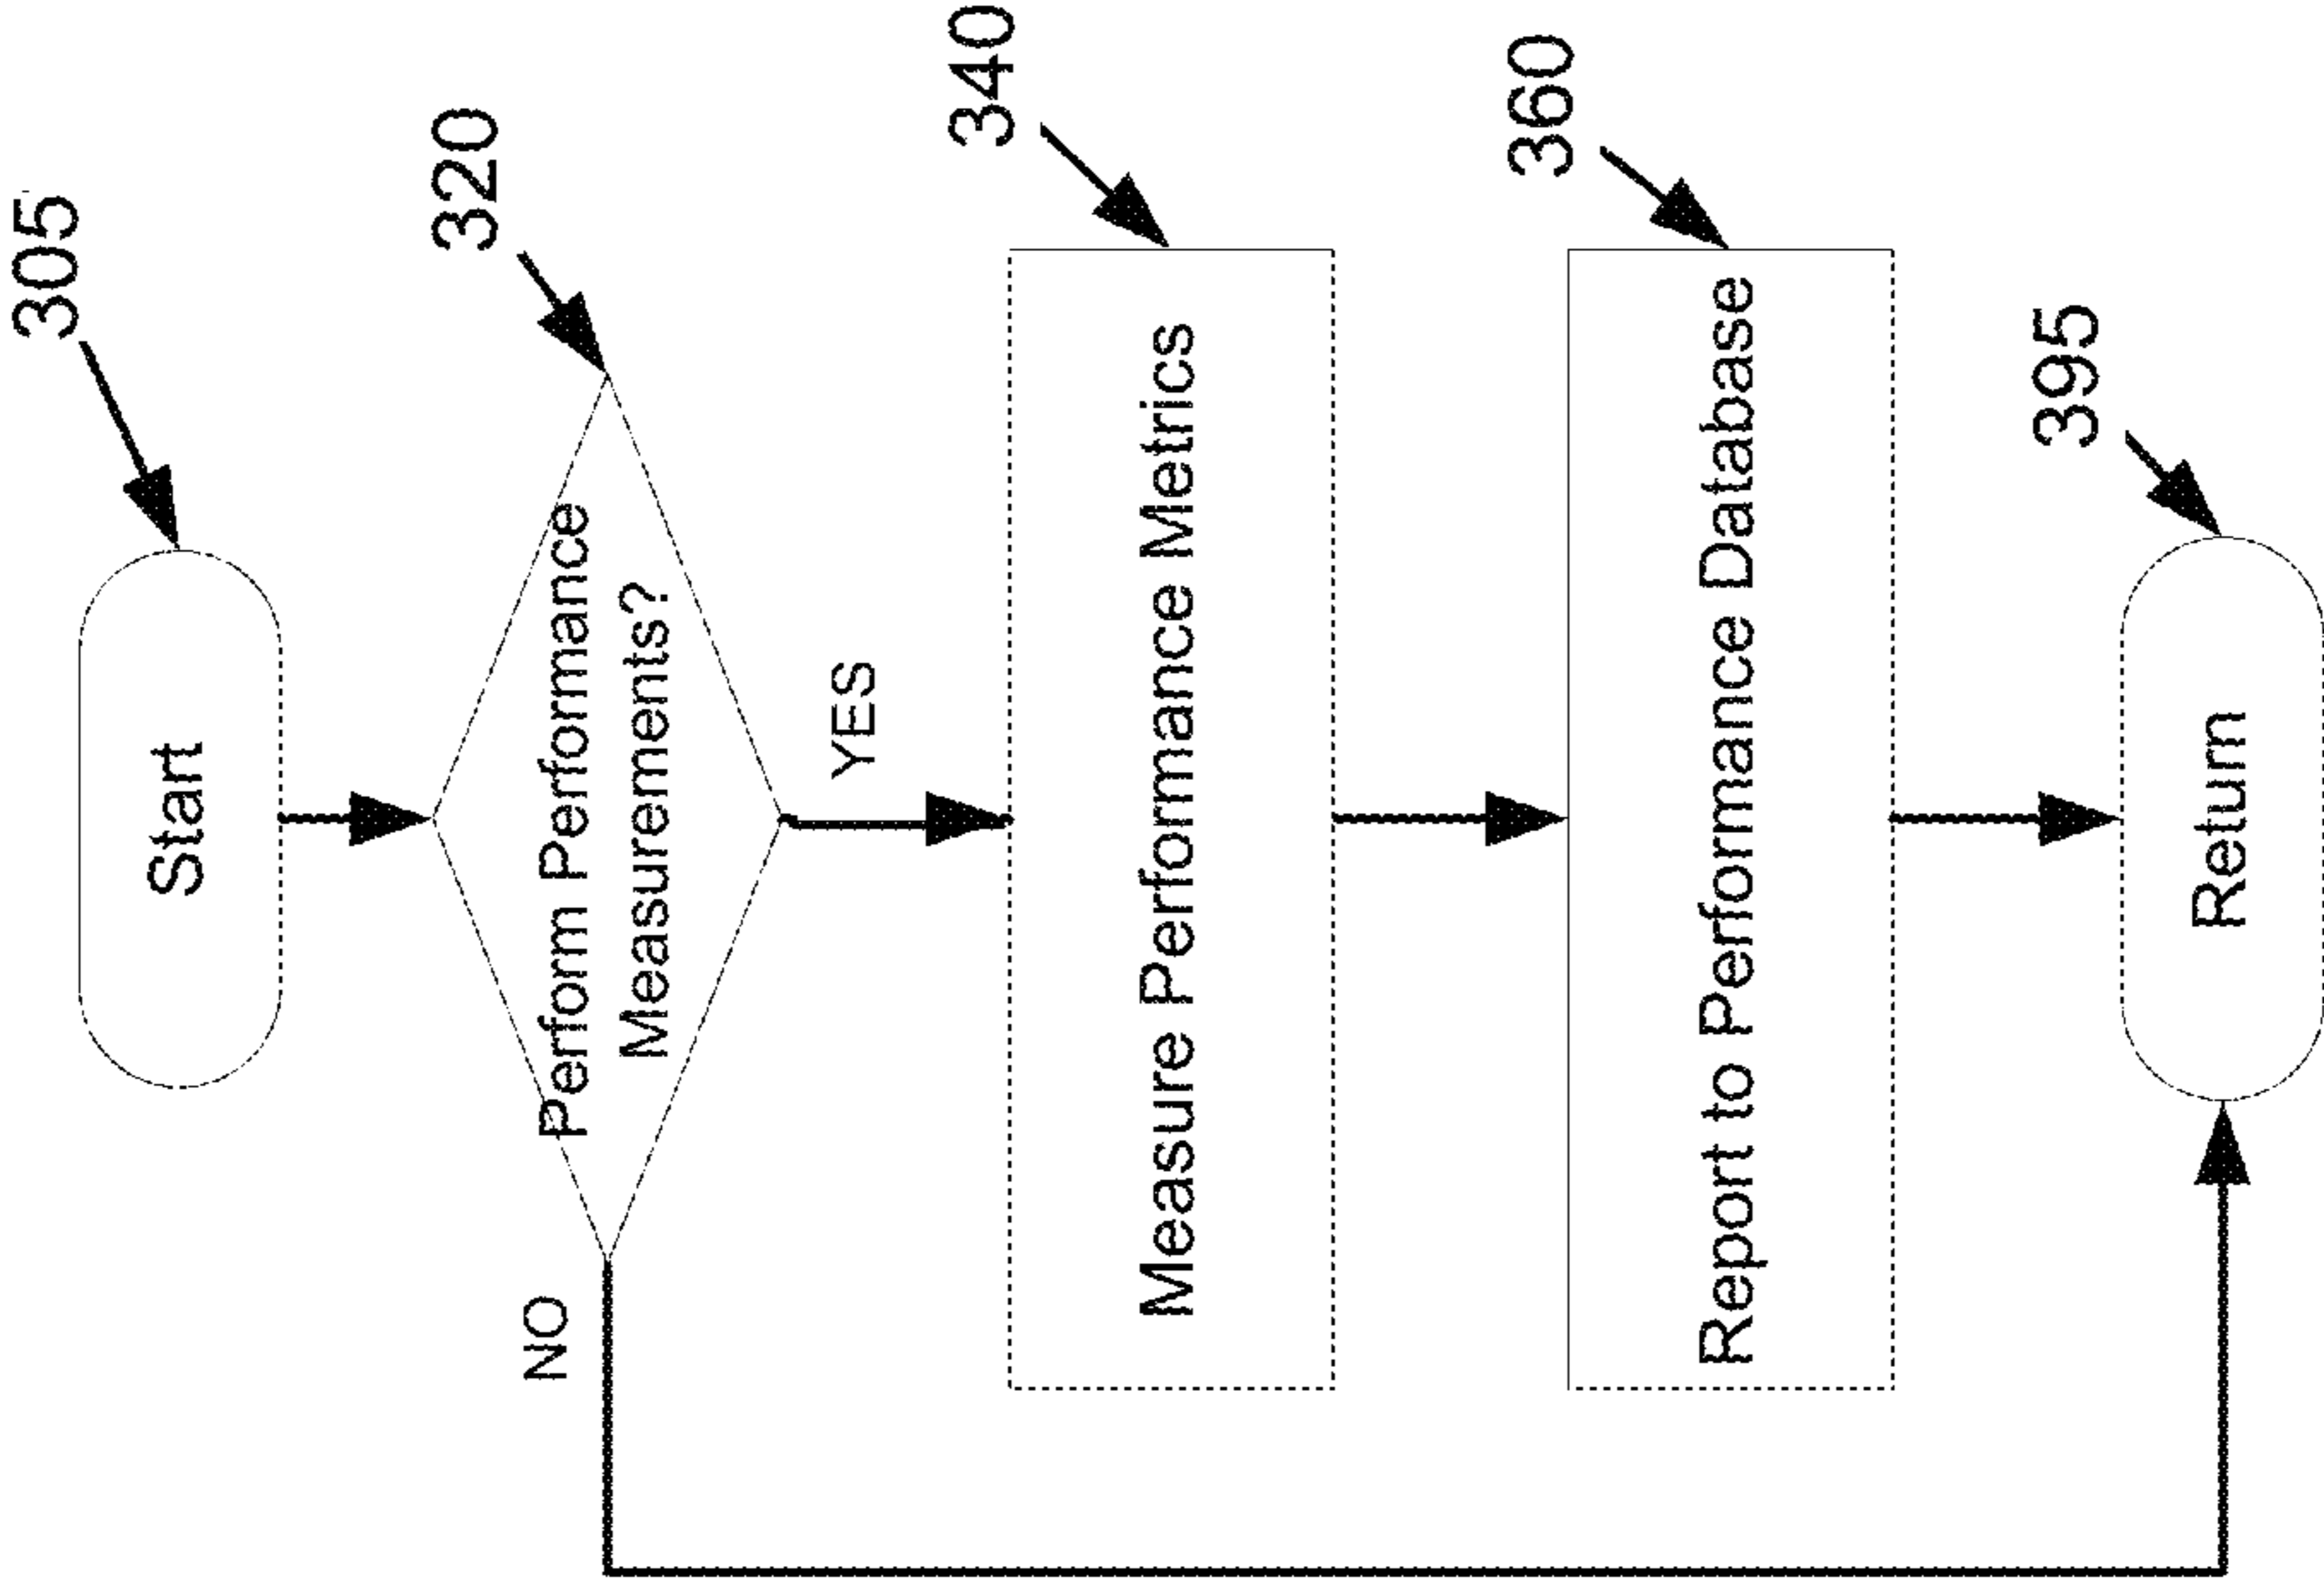 305
Start
320
Perform Performance
Measurements?
NO
YES
340
Measure Performance Metrics
360
Report to Performance Database
395
Return